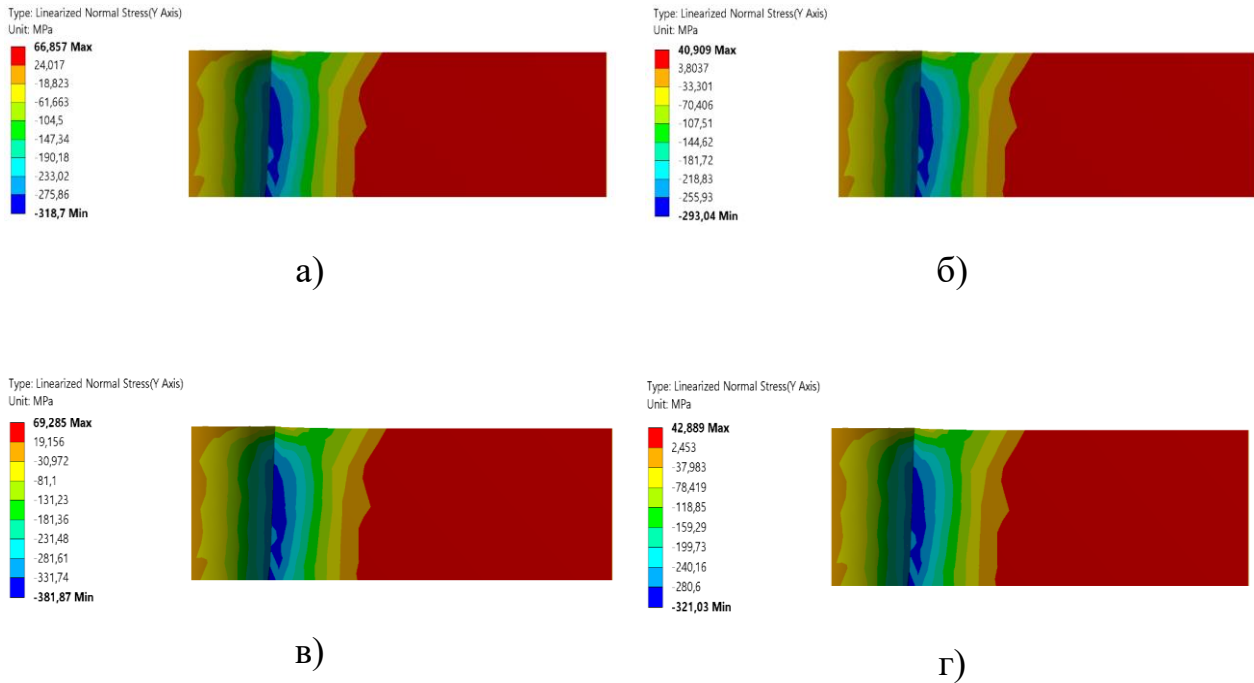 Type: Linearized Normal Stress(Y Axis)
Unit: MPa
66,857 Max
24,017
-18,823
-61,663
-104,5
-147,34
-190,18
-233,02
-275,86
-318,7 Min
а)
Type: Linearized Normal Stress(Y Axis)
Unit: MPa
40,909 Max
3,8037
-33,301
-70,406
-107,51
-144,62
-181,72
-218,83
-255,93
-293,04 Min
б)
Type: Linearized Normal Stress(Y Axis)
Unit: MPa
69,285 Max
19,156
-30,972
-81,1
-131,23
-181,36
-231,48
-281,61
-331,74
-381,87 Min
в)
Type: Linearized Normal Stress(Y Axis)
Unit: MPa
42,889 Max
2,453
-37,983
-78,419
-118,85
-159,29
-199,73
-240,16
-280,6
-321,03 Min
г)